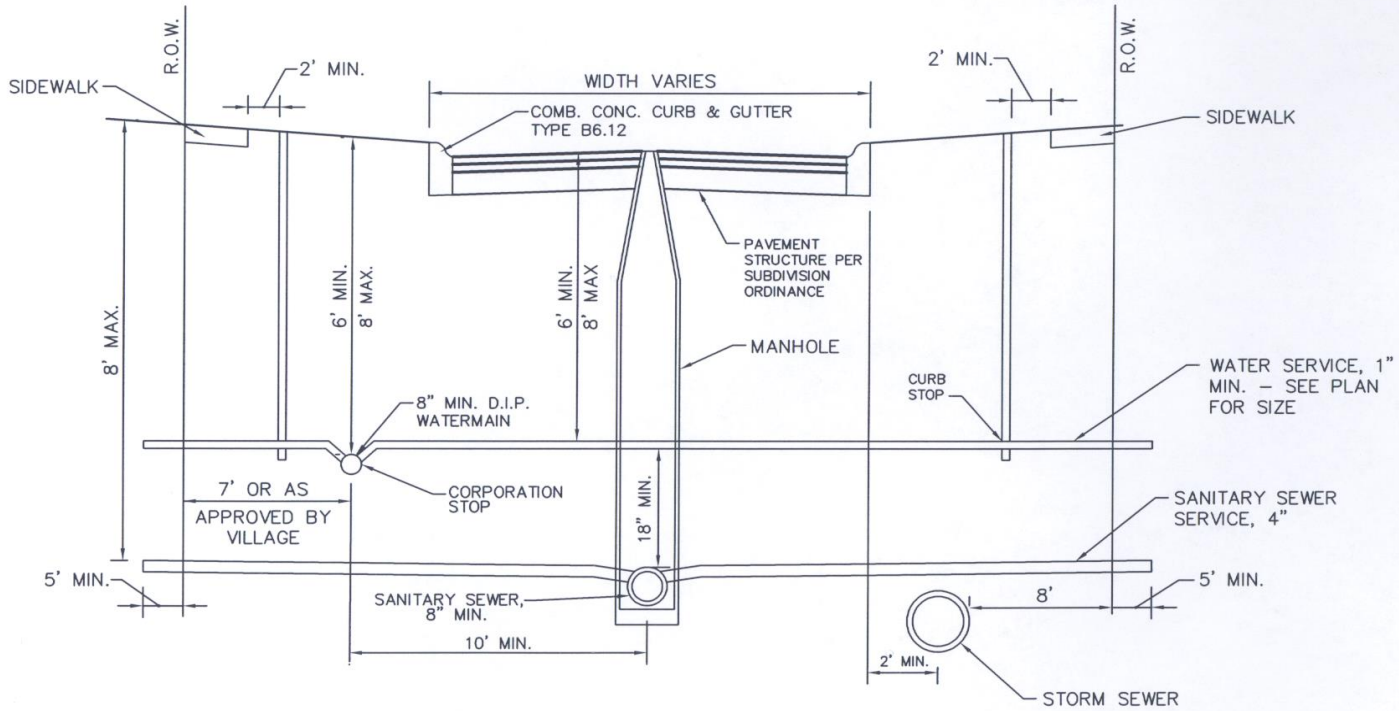 R.O.W.
R.O.W.
2' MIN.
SIDEWALK
WIDTH VARIES
COMB. CONC. CURB & GUTTER
TYPE B6.12
2' MIN.
SIDEWALK
8' MAX.
6' MIN.
8' MAX.
6' MIN.
8' MAX
PAVEMENT
STRUCTURE PER
SUBDIVISION
ORDINANCE
MANHOLE
8" MIN. D.I.P.
WATERMAIN
CURB
STOP
WATER SERVICE, 1"
MIN. – SEE PLAN
FOR SIZE
7' OR AS
APPROVED BY
VILLAGE
CORPORATION
STOP
18" MIN.
SANITARY SEWER
SERVICE, 4"
5' MIN.
SANITARY SEWER,
8" MIN.
10' MIN.
8'
5' MIN.
2' MIN.
STORM SEWER